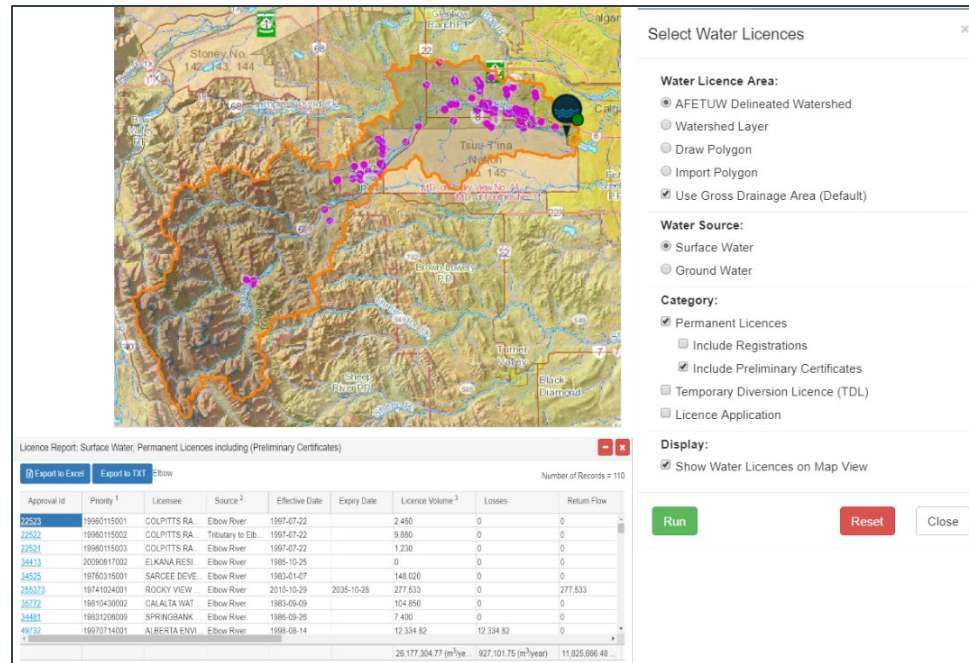 Stoney No.
142, 143, 144
68
22
Calgar
Tsuu T'ina
Nation
No. 145
22
Turner
Valley
7
Black
Diamond
Sheep
River P.P.
Select Water Licences
×
Water Licence Area:
AFETUW Delineated Watershed
Watershed Layer
Draw Polygon
Import Polygon
Use Gross Drainage Area (Default)
Water Source:
Surface Water
Ground Water
Category:
Permanent Licences
Include Registrations
Include Preliminary Certificates
Temporary Diversion Licence (TDL)
Licence Application
Display:
Show Water Licences on Map View
Run Reset Close
Licence Report: Surface Water, Permanent Licences including (Preliminary Certificates)
Export to Excel Export to TXT Elbow Number of Records = 110
Approval Id Priority 1 Licensee Source 2 Effective Date Expiry Date Licence Volume 3 Losses Return Flow
22523 19960115001 COLPITTS RA... Elbow River 1997-07-22 2.460 0 0
22522 19960115002 COLPITTS RA... Tributary to Elb... 1997-07-22 9.860 0 0
22521 19960115003 COLPITTS RA... Elbow River 1997-07-22 1.230 0 0
34413 20090617002 ELKANA RESI... Elbow River 1985-10-25 0 0 0
34525 19760315001 SARCEE DEVE... Elbow River 1983-01-07 148,020 0 0
255373 19741024001 ROCKY VIEW ... Elbow River 2010-10-29 2035-10-28 277,533 0 277,533
35772 19810430002 CALALTA WAT... Elbow River 1983-09-09 104.850 0 0
34481 19831206009 SPRINGBANK ... Elbow River 1986-09-26 7.400 0 0
49732 19970714001 ALBERTA ENVI... Elbow River 1998-08-14 12,334.82 12,334.82 0
26,177,304.77 (m³/ye... 927,101.75 (m³/year) 11,825,666.48 ...